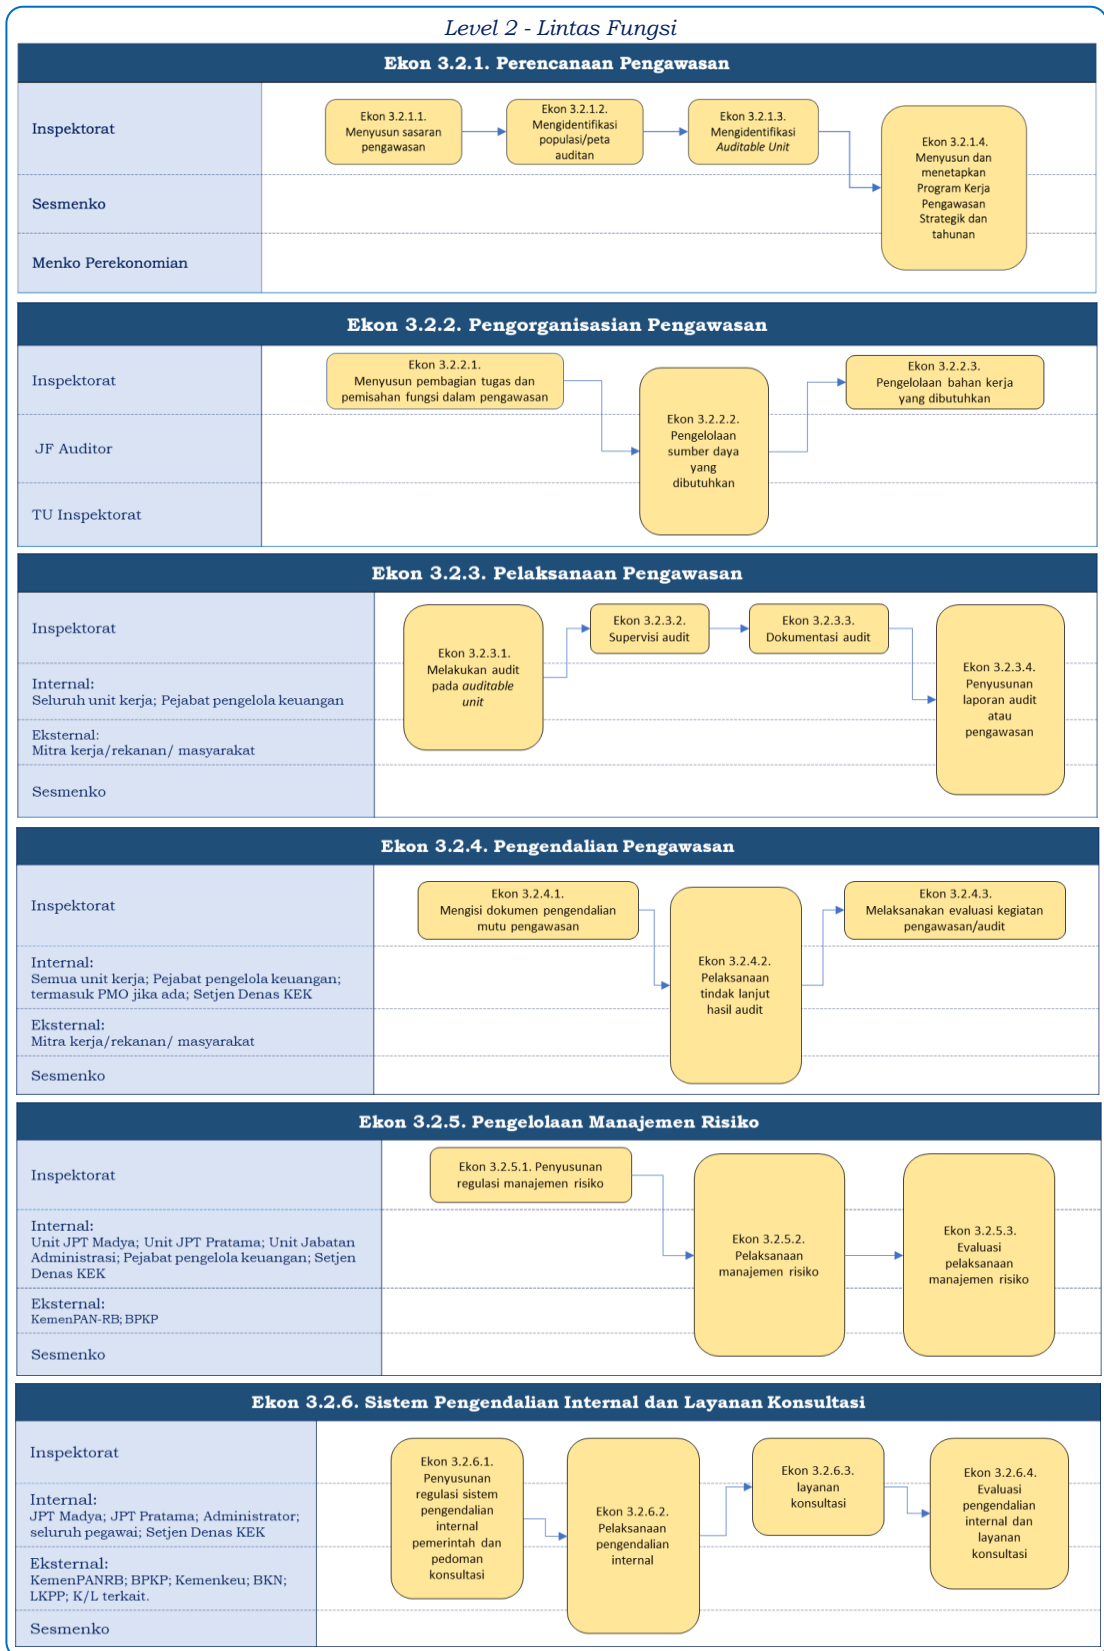 Level 2 - Lintas Fungsi
Ekon 3.2.1. Perencanaan Pengawasan
Inspektorat
Sesmenko
Menko Perekonomian
Ekon 3.2.1.1.
Menyusun sasaran
pengawasan
Ekon 3.2.1.2.
Mengidentifikasi
populasi/peta
auditan
Ekon 3.2.1.3.
Mengidentifikasi
Auditable Unit
Ekon 3.2.1.4.
Menyusun dan
menetapkan
Program Kerja
Pengawasan
Strategik dan
tahunan
Ekon 3.2.2. Pengorganisasian Pengawasan
Inspektorat
JF Auditor
TU Inspektorat
Ekon 3.2.2.1.
Menyusun pembagian tugas dan
pemisahan fungsi dalam pengawasan
Ekon 3.2.2.2.
Pengelolaan
sumber daya
yang
dibutuhkan
Ekon 3.2.2.3.
Pengelolaan bahan kerja
yang dibutuhkan
Ekon 3.2.3. Pelaksanaan Pengawasan
Inspektorat
Internal:
Seluruh unit kerja; Pejabat pengelola keuangan
Eksternal:
Mitra kerja/rekanan/ masyarakat
Sesmenko
Ekon 3.2.3.1.
Melakukan audit
pada auditable
unit
Ekon 3.2.3.2.
Supervisi audit
Ekon 3.2.3.3.
Dokumentasi audit
Ekon 3.2.3.4.
Penyusunan
laporan audit
atau
pengawasan
Ekon 3.2.4. Pengendalian Pengawasan
Inspektorat
Internal:
Semua unit kerja; Pejabat pengelola keuangan;
termasuk PMO jika ada; Setjen Denas KEK
Eksternal:
Mitra kerja/rekanan/ masyarakat
Sesmenko
Ekon 3.2.4.1.
Mengisi dokumen pengendalian
mutu pengawasan
Ekon 3.2.4.2.
Pelaksanaan
tindak lanjut
hasil audit
Ekon 3.2.4.3.
Melaksanakan evaluasi kegiatan
pengawasan/audit
Ekon 3.2.5. Pengelolaan Manajemen Risiko
Inspektorat
Internal:
Unit JPT Madya; Unit JPT Pratama; Unit Jabatan
Administrasi; Pejabat pengelola keuangan; Setjen
Denas KEK
Eksternal:
KemenPAN-RB; BPKP
Sesmenko
Ekon 3.2.5.1. Penyusunan
regulasi manajemen risiko
Ekon 3.2.5.2.
Pelaksanaan
manajemen risiko
Ekon 3.2.5.3.
Evaluasi
pelaksanaan
manajemen risiko
Ekon 3.2.6. Sistem Pengendalian Internal dan Layanan Konsultasi
Inspektorat
Internal:
JPT Madya; JPT Pratama; Administrator;
seluruh pegawai; Setjen Denas KEK
Eksternal:
KemenPANRB; BPKP; Kemenkeu; BKN;
LKPP; K/L terkait.
Sesmenko
Ekon 3.2.6.1.
Penyusunan
regulasi sistem
pengendalian
internal
pemerintah dan
pedoman
konsultasi
Ekon 3.2.6.2.
Pelaksanaan
pengendalian
internal
Ekon 3.2.6.3.
layanan
konsultasi
Ekon 3.2.6.4.
Evaluasi
pengendalian
internal dan
layanan
konsultasi